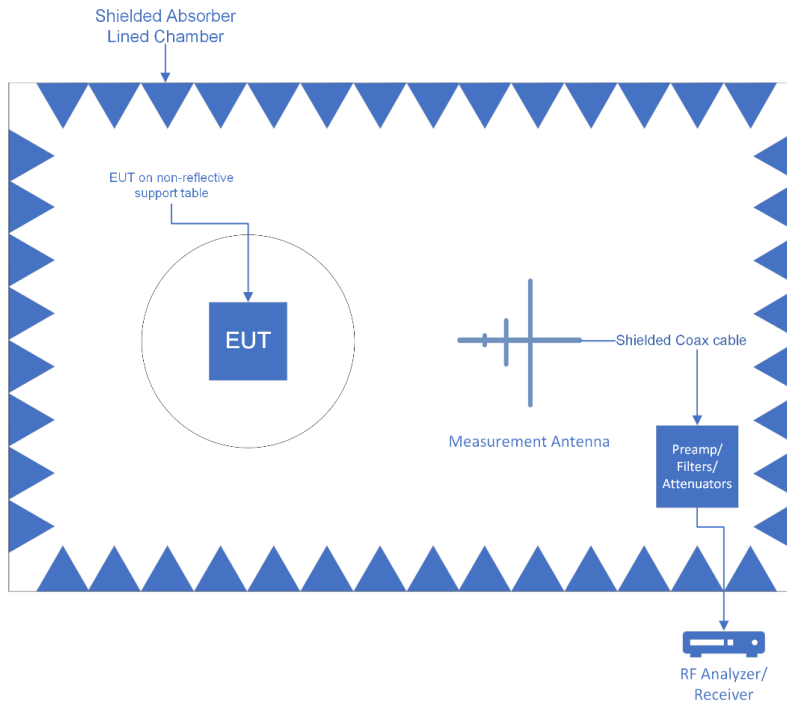 Shielded Absorber
Lined Chamber
EUT on non-reflective
support table
EUT
Shielded Coax cable
Measurement Antenna
Preamp/
Filters/
Attenuators
RF Analyzer/
Receiver